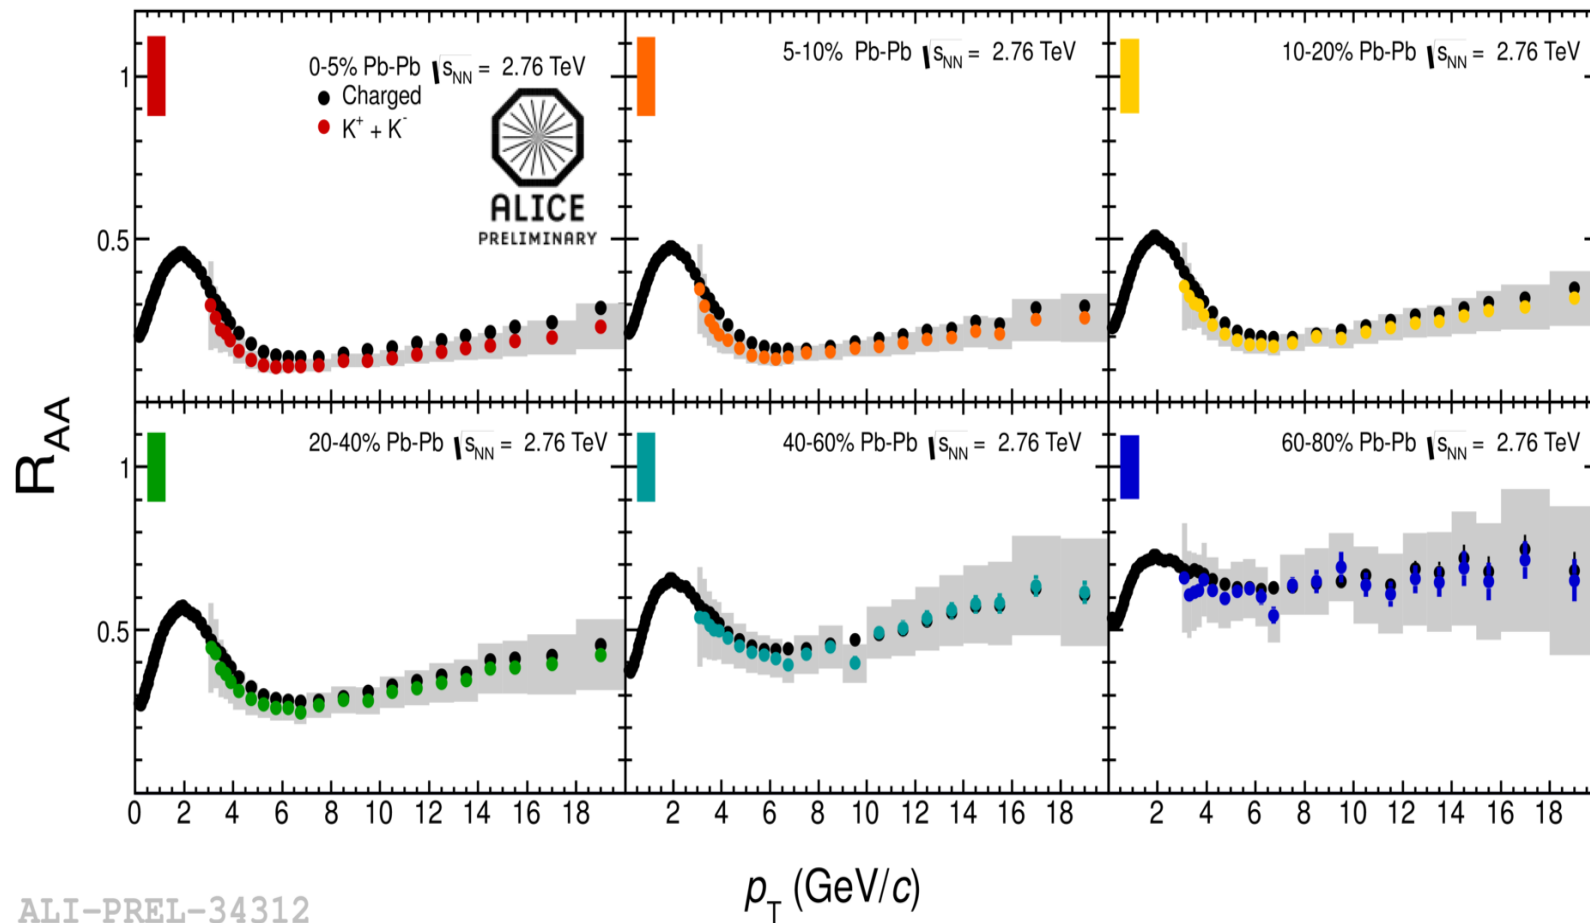 0-5% Pb-Pb √sNN = 2.76 TeV
Charged
K+ + K-
ALICE
PRELIMINARY
5-10% Pb-Pb √sNN = 2.76 TeV
10-20% Pb-Pb √sNN = 2.76 TeV
1
0.5
20-40% Pb-Pb √sNN = 2.76 TeV
40-60% Pb-Pb √sNN = 2.76 TeV
60-80% Pb-Pb √sNN = 2.76 TeV
1
0.5
RAA
0 2 4 6 8 10 12 14 16 18
2 4 6 8 10 12 14 16 18
2 4 6 8 10 12 14 16 18
pT (GeV/c)
ALI-PREL-34312